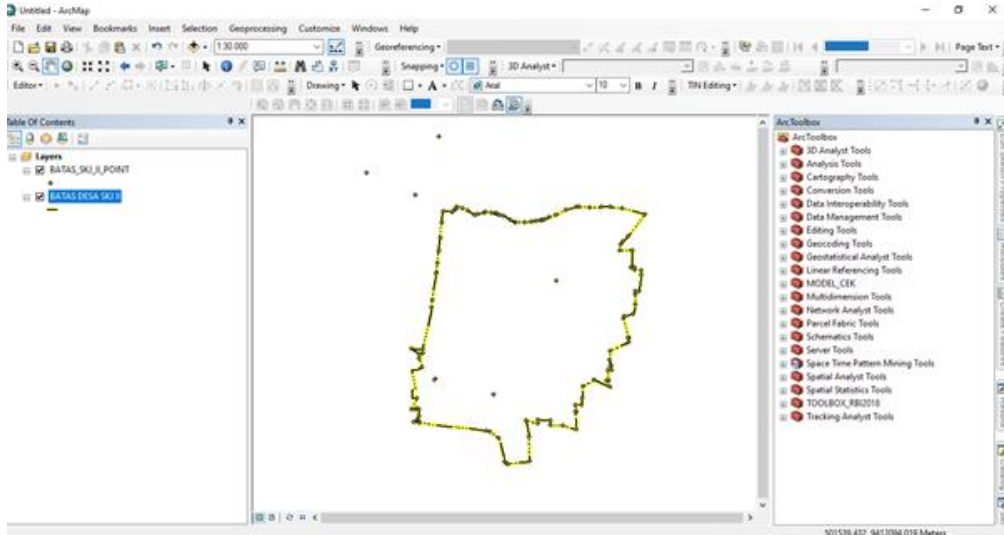 Untitled - ArcMap
File Edit View Bookmarks Insert Selection Geoprocessing Customize Windows Help
1:30.000 Georeferencing Page Text
Snapping 3D Analyst
Editor Drawing Arial 10 B I TIN Editing
Table Of Contents
Layers
BATAS_SKJ_II_POINT
BATAS DESA SKJ II
ArcToolbox
ArcToolbox
3D Analyst Tools
Analysis Tools
Cartography Tools
Conversion Tools
Data Interoperability Tools
Data Management Tools
Editing Tools
Geocoding Tools
Geostatistical Analyst Tools
Linear Referencing Tools
MODEL_CEK
Multidimension Tools
Network Analyst Tools
Parcel Fabric Tools
Schematics Tools
Server Tools
Space Time Pattern Mining Tools
Spatial Analyst Tools
Spatial Statistics Tools
TOOLBOX_RBI2018
Tracking Analyst Tools
Meters